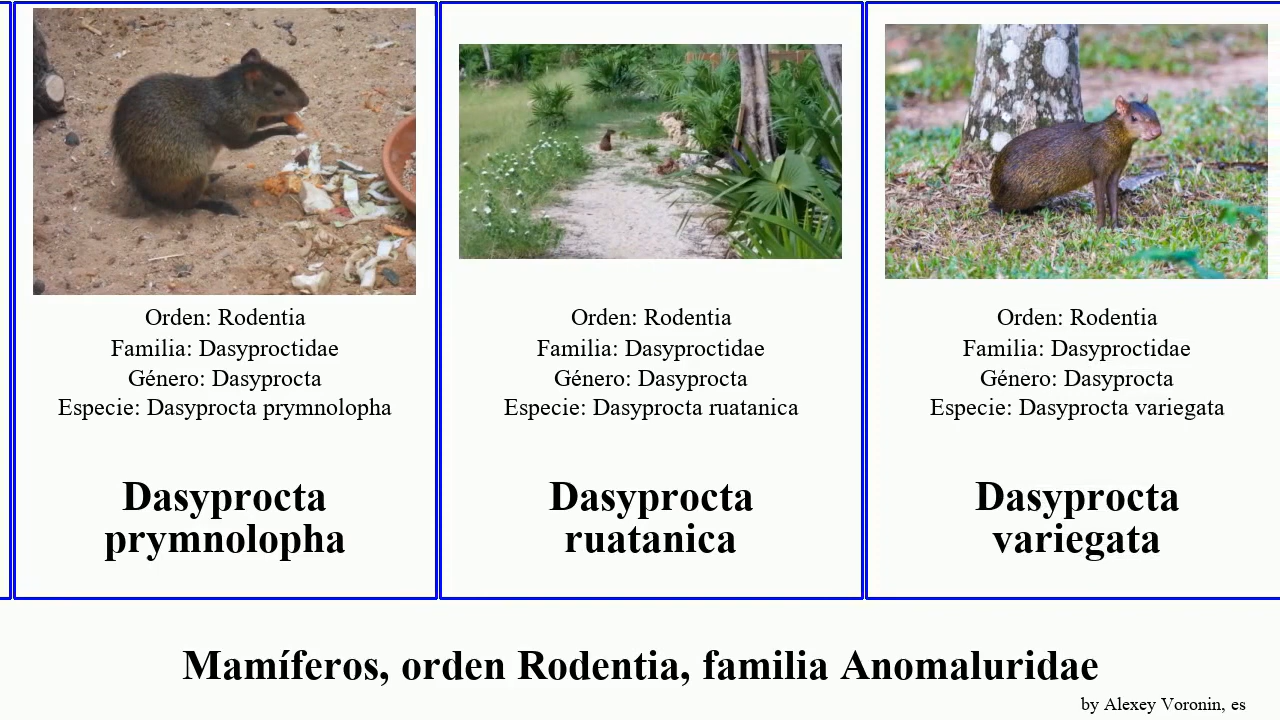 Orden: Rodentia
Familia: Dasyproctidae
Género: Dasyprocta
Especie: Dasyprocta prymnolopha
Dasyprocta
prymnolopha
Orden: Rodentia
Familia: Dasyproctidae
Género: Dasyprocta
Especie: Dasyprocta ruatanica
Dasyprocta
ruatanica
Orden: Rodentia
Familia: Dasyproctidae
Género: Dasyprocta
Especie: Dasyprocta variegata
Dasyprocta
variegata
Mamíferos, orden Rodentia, familia Anomaluridae
by Alexey Voronin, es